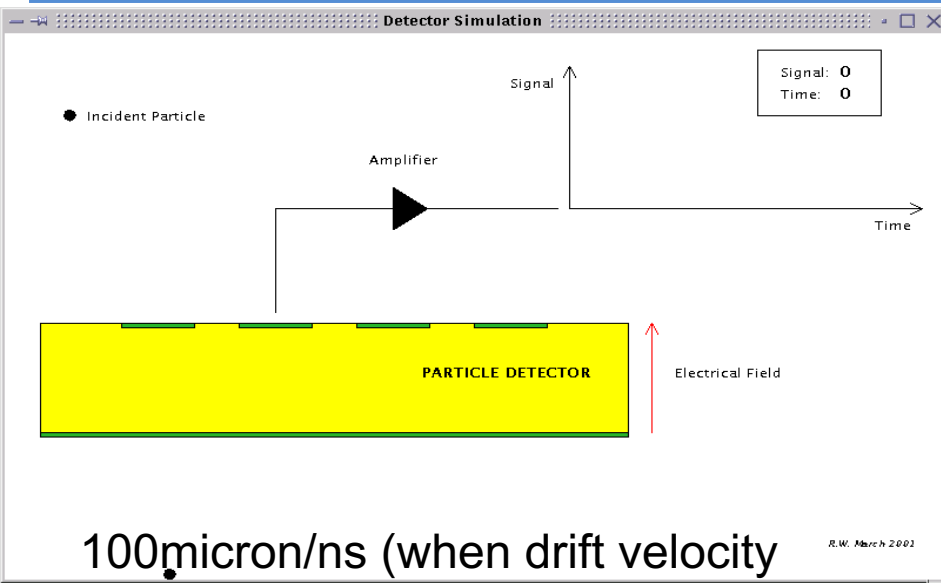 Detector Simulation
Signal
Signal: 0
Time: 0
Incident Particle
Amplifier
Time
PARTICLE DETECTOR
Electrical Field
100micron/ns (when drift velocity
R.W. March 2001